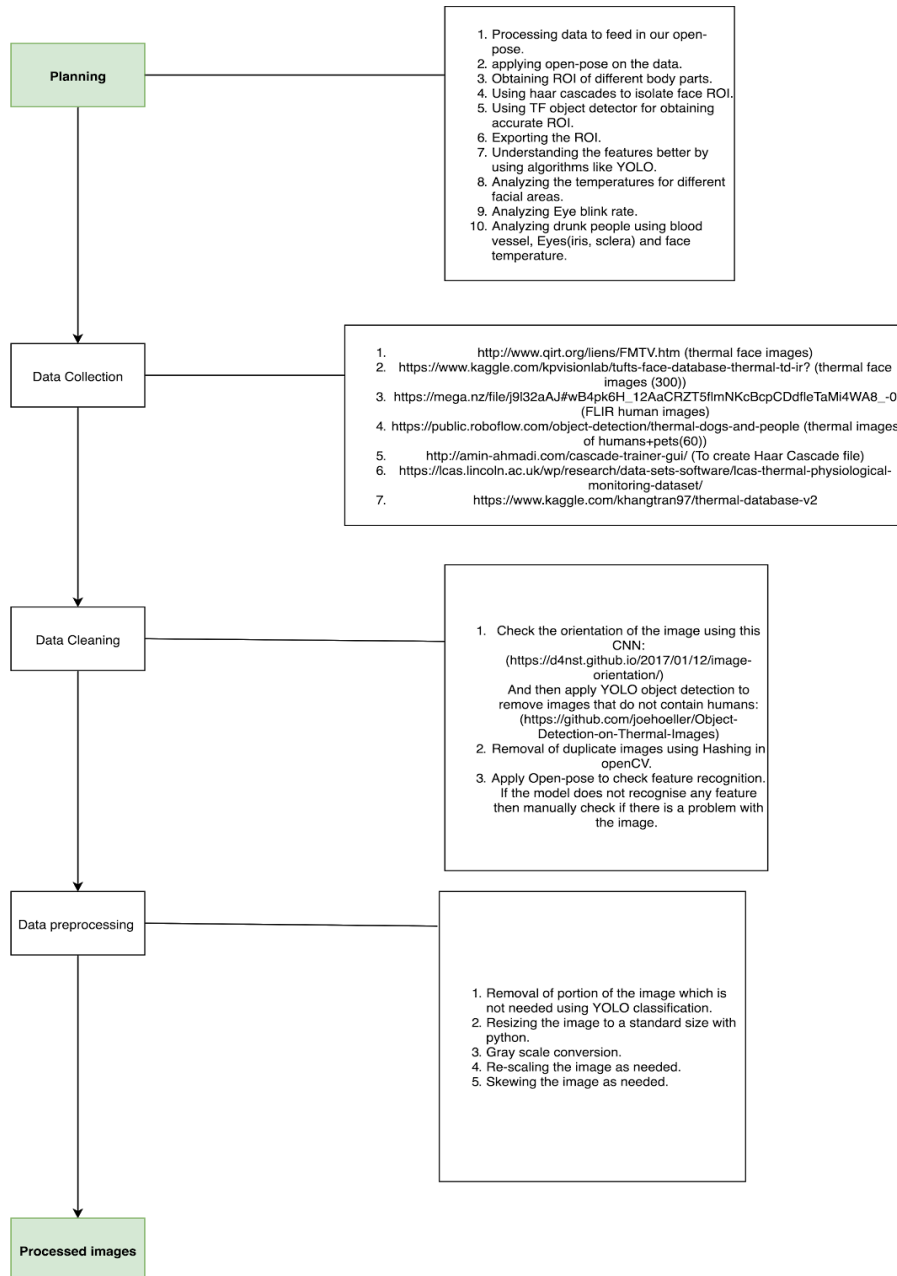 Planning
1. Processing data to feed in our open-
pose.
2. applying open-pose on the data.
3. Obtaining ROI of different body parts.
4. Using haar cascades to isolate face ROI.
5. Using TF object detector for obtaining
accurate ROI.
6. Exporting the ROI.
7. Understanding the features better by
using algorithms like YOLO.
8. Analyzing the temperatures for different
facial areas.
9. Analyzing Eye blink rate.
10. Analyzing drunk people using blood
vessel, Eyes(iris, sclera) and face
temperature.
Data Collection
1. http://www.qirt.org/liens/FMTV.htm (thermal face images)
2. https://www.kaggle.com/kpvisionlab/tufts-face-database-thermal-td-ir? (thermal face
images (300))
3. https://mega.nz/file/j9I32aAJ#wB4pk6H_12AaCRZT5flmNKcBcpCDdfleTaMi4WA8_-0
(FLIR human images)
4. https://public.roboflow.com/object-detection/thermal-dogs-and-people (thermal images
of humans+pets(60))
5. http://amin-ahmadi.com/cascade-trainer-gui/ (To create Haar Cascade file)
6. https://lcas.lincoln.ac.uk/wp/research/data-sets-software/lcas-thermal-physiological-
monitoring-dataset/
7. https://www.kaggle.com/khangtran97/thermal-database-v2
Data Cleaning
1. Check the orientation of the image using this
CNN:
(https://d4nst.github.io/2017/01/12/image-
orientation/)
And then apply YOLO object detection to
remove images that do not contain humans:
(https://github.com/joehoeller/Object-
Detection-on-Thermal-Images)
2. Removal of duplicate images using Hashing in
openCV.
3. Apply Open-pose to check feature recognition.
If the model does not recognise any feature
then manually check if there is a problem with
the image.
Data preprocessing
1. Removal of portion of the image which is
not needed using YOLO classification.
2. Resizing the image to a standard size with
python.
3. Gray scale conversion.
4. Re-scaling the image as needed.
5. Skewing the image as needed.
Processed images